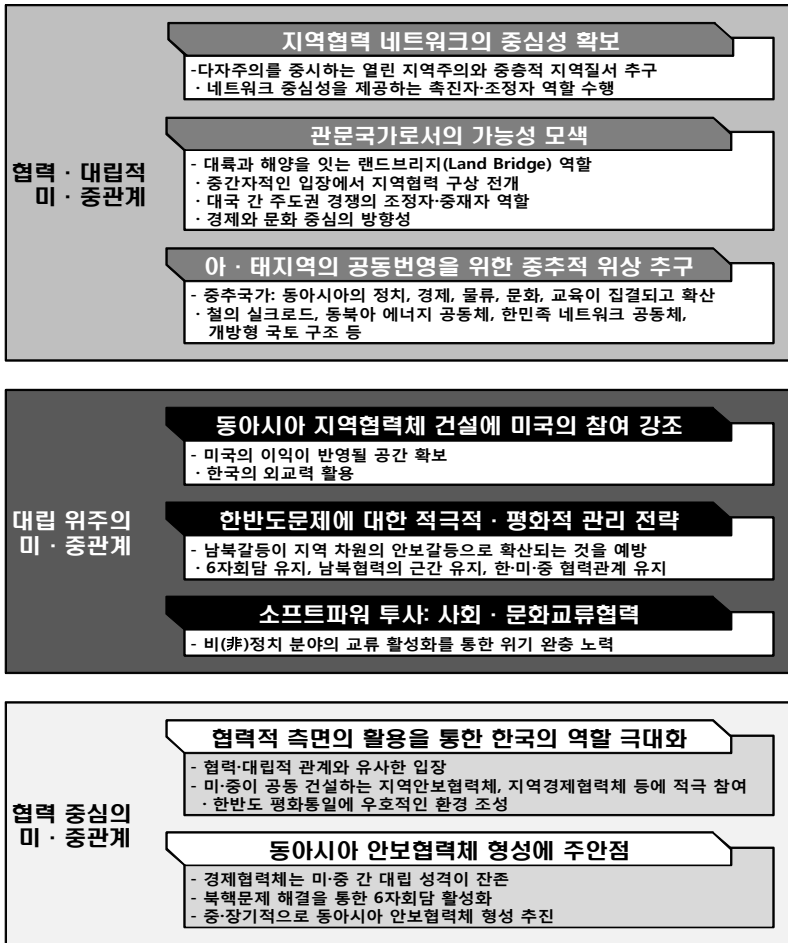 협력 · 대립적
미 · 중관계
지역협력 네트워크의 중심성 확보
-다자주의를 중시하는 열린 지역주의와 중층적 지역질서 추구
· 네트워크 중심성을 제공하는 촉진자·조정자 역할 수행
관문국가로서의 가능성 모색
- 대륙과 해양을 잇는 랜드브리지(Land Bridge) 역할
· 중간자적인 입장에서 지역협력 구상 전개
· 대국 간 주도권 경쟁의 조정자·중재자 역할
· 경제와 문화 중심의 방향성
아 · 태지역의 공동번영을 위한 중추적 위상 추구
- 중추국가: 동아시아의 정치, 경제, 물류, 문화, 교육이 집결되고 확산
· 철의 실크로드, 동북아 에너지 공동체, 한민족 네트워크 공동체,
개방형 국토 구조 등
대립 위주의
미 · 중관계
동아시아 지역협력체 건설에 미국의 참여 강조
- 미국의 이익이 반영될 공간 확보
· 한국의 외교력 활용
한반도문제에 대한 적극적 · 평화적 관리 전략
- 남북갈등이 지역 차원의 안보갈등으로 확산되는 것을 예방
· 6자회담 유지, 남북협력의 근간 유지, 한·미·중 협력관계 유지
소프트파워 투사: 사회 · 문화교류협력
- 비(非)정치 분야의 교류 활성화를 통한 위기 완충 노력
협력 중심의
미 · 중관계
협력적 측면의 활용을 통한 한국의 역할 극대화
- 협력·대립적 관계와 유사한 입장
- 미·중이 공동 건설하는 지역안보협력체, 지역경제협력체 등에 적극 참여
· 한반도 평화통일에 우호적인 환경 조성
동아시아 안보협력체 형성에 주안점
- 경제협력체는 미·중 간 대립 성격이 잔존
- 북핵문제 해결을 통한 6자회담 활성화
- 중·장기적으로 동아시아 안보협력체 형성 추진